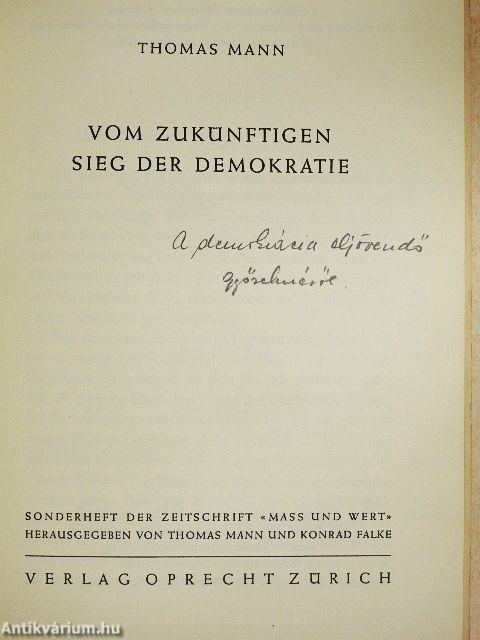 THOMAS MANN
VOM ZUKÜNFTIGEN
SIEG DER DEMOKRATIE
A demokrácia eljövendő
győzelméről.
SONDERHEFT DER ZEITSCHRIFT «MASS UND WERT»
HERAUSGEGEBEN VON THOMAS MANN UND KONRAD FALKE
VERLAG OPRECHT ZÜRICH
Antikvárium.hu